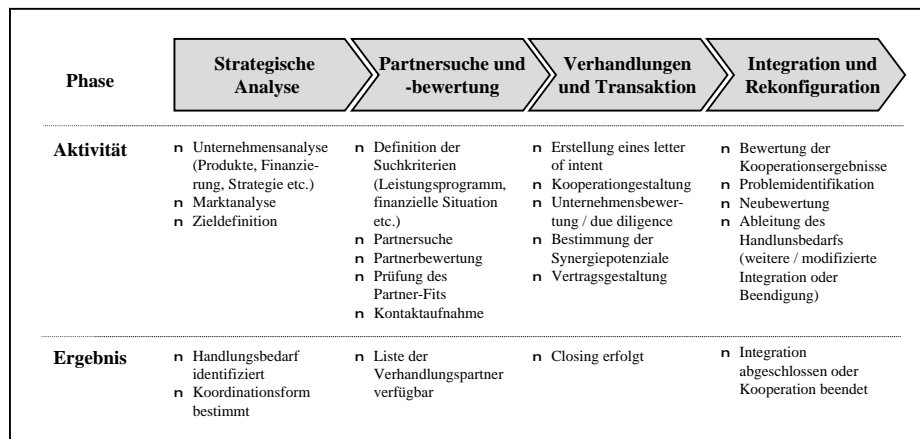 Phase
Strategische
Analyse
Partnersuche und
-bewertung
Verhandlungen
und Transaktion
Integration und
Rekonfiguration
Aktivität
n Unternehmensanalyse
(Produkte, Finanzie-
rung, Strategie etc.)
n Marktanalyse
n Zieldefinition
n Definition der
Suchkriterien
(Leistungsprogramm,
finanzielle Situation
etc.)
n Partnersuche
n Partnerbewertung
n Prüfung des
Partner-Fits
n Kontaktaufnahme
n Erstellung eines letter
of intent
n Kooperationgestaltung
n Unternehmensbewer-
tung / due diligence
n Bestimmung der
Synergiepotenziale
n Vertragsgestaltung
n Bewertung der
Kooperationsergebnisse
n Problemidentifikation
n Neubewertung
n Ableitung des
Handlunsbedarfs
(weitere / modifizierte
Integration oder
Beendigung)
Ergebnis
n Handlungsbedarf
identifiziert
n Koordinationsform
bestimmt
n Liste der
Verhandlungspartner
verfügbar
n Closing erfolgt
n Integration
abgeschlossen oder
Kooperation beendet